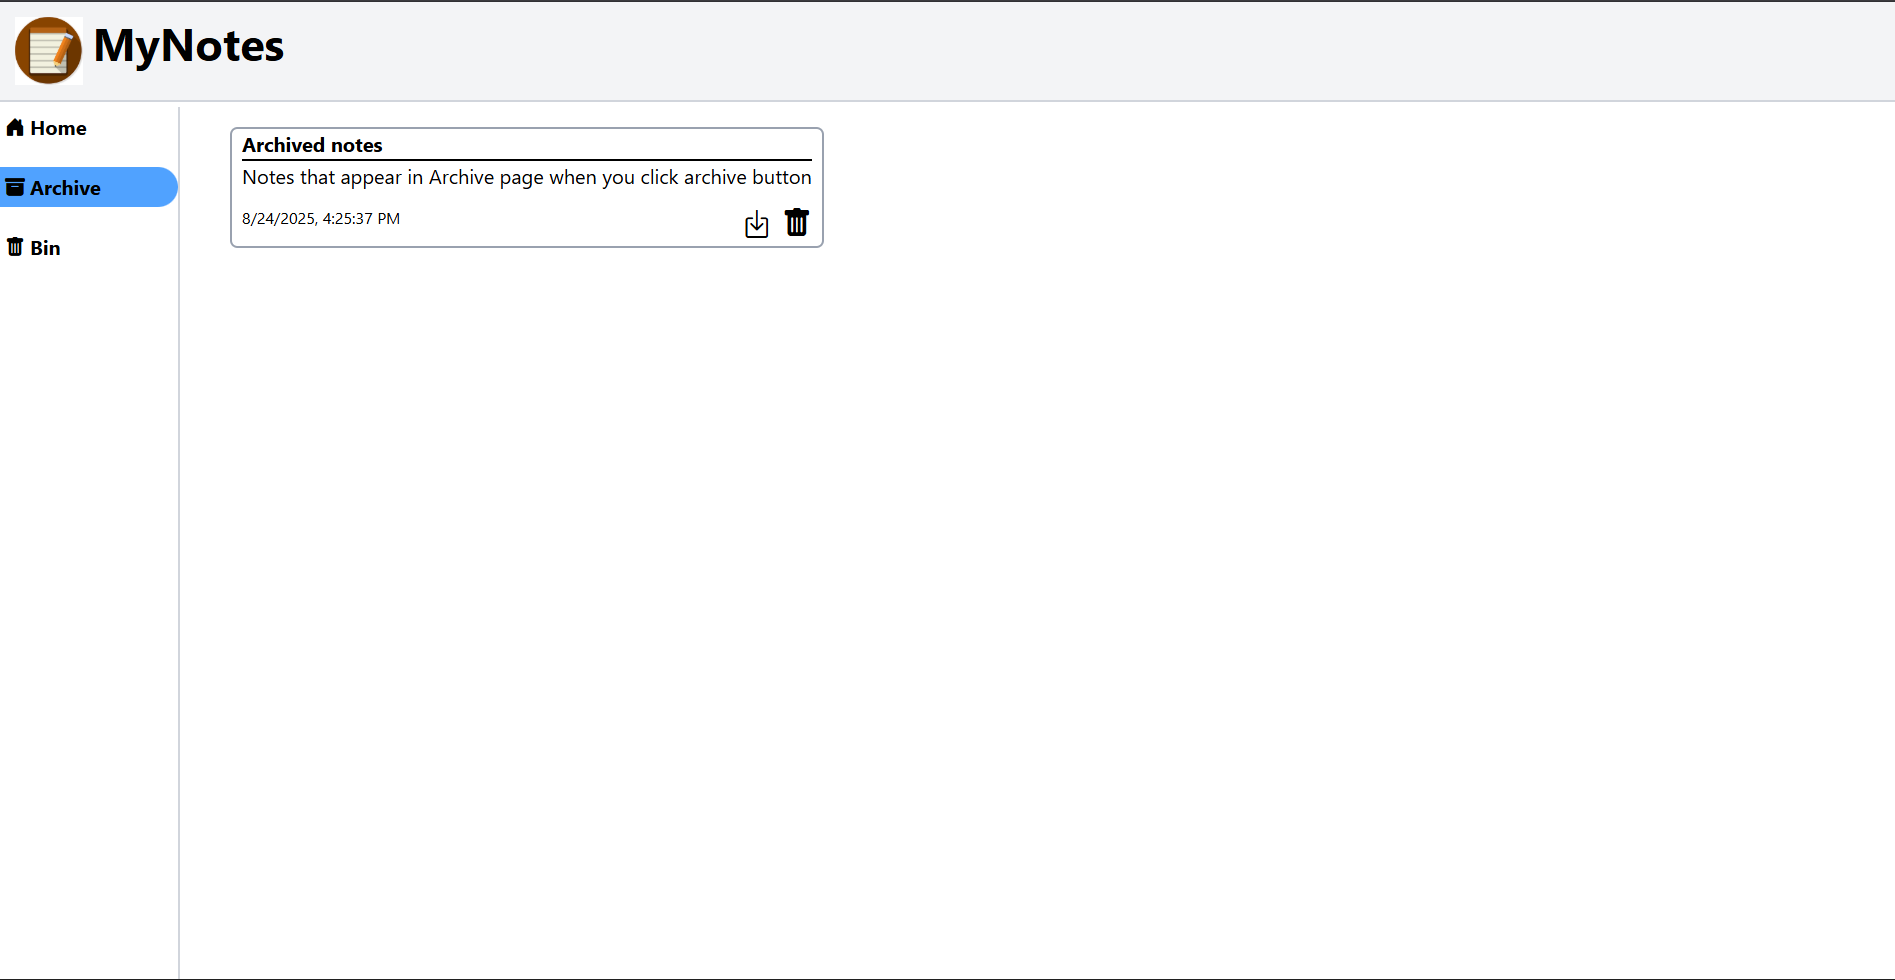 MyNotes
Home
Archive
Bin
Archived notes
Notes that appear in Archive page when you click archive button
8/24/2025, 4:25:37 PM